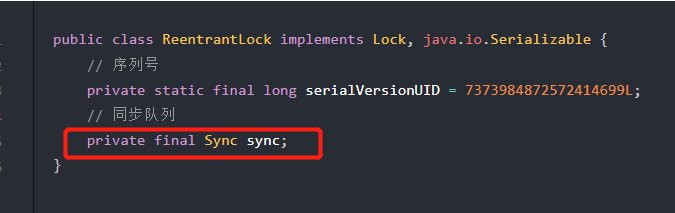 public class ReentrantLock implements Lock, java.io.Serializable {
// 序列号
private static final long serialVersionUID = 7373984872572414699L;
// 同步队列
private final Sync sync;
}